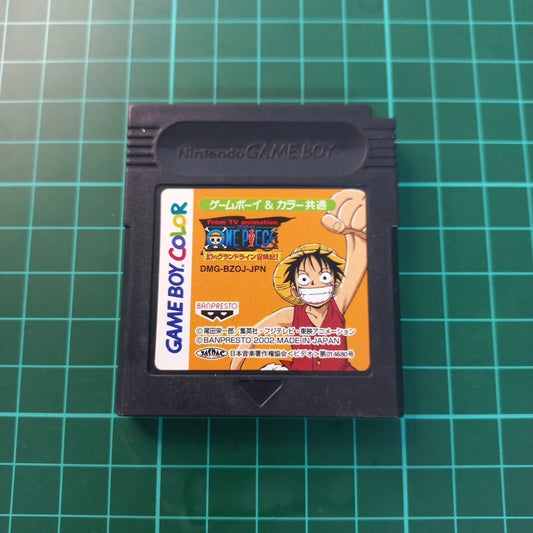 Nintendo GAME BOY
GAME BOY COLOR
ゲームボーイ & カラー 共通
From TV animation
ONE PIECE
幻のグランドライン冒険記!
DMG-BZOJ-JPN
BANPRESTO
©尾田栄一郎/集英社・フジテレビ・東映アニメーション
©BANPRESTO 2002 MADE IN JAPAN
日本音楽著作権協会<ビデオ>第014680号